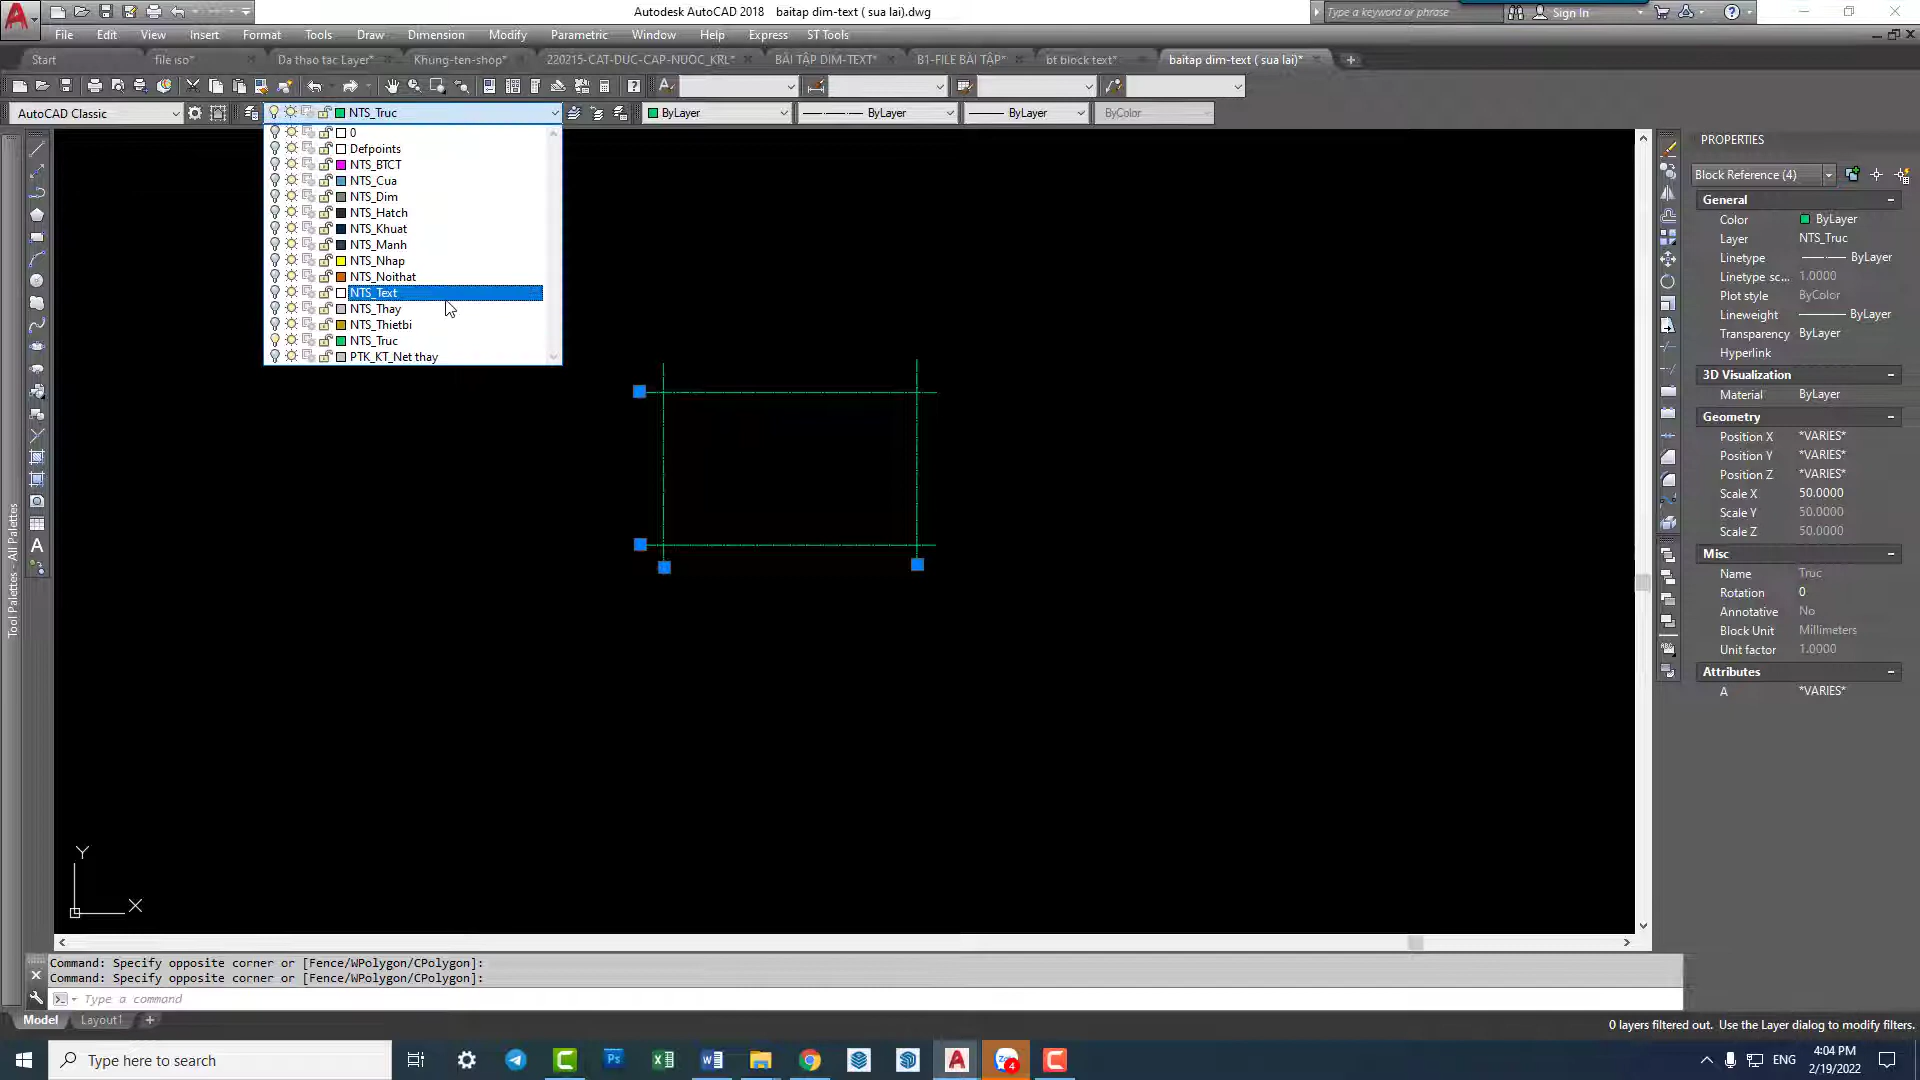 Autodesk AutoCAD 2018 baitap dim-text ( sua lai).dwg
Type a keyword or phrase
Sign In
File Edit View Insert Format Tools Draw Dimension Modify Parametric Window Help Express ST Tools
Start
file iso*
Da thao tac Layer*
Khung-ten-shop*
220215-CAT-DUC-CAP-NUOC_KRL*
BÀI TẬP DIM-TEXT*
B1-FILE BÀI TẬP*
bt block text*
baitap dim-text ( sua lai)*
AutoCAD Classic
NTS_Truc
ByLayer
ByLayer
ByLayer
ByColor
0
Defpoints
NTS_BTCT
NTS_Cua
NTS_Dim
NTS_Hatch
NTS_Khuat
NTS_Manh
NTS_Nhap
NTS_Noithat
NTS_Text
NTS_Thay
NTS_Thietbi
NTS_Truc
PTK_KT_Net thay
Tool Palettes - All Palettes
Y
X
PROPERTIES
Block Reference (4)
General
Color ByLayer
Layer NTS_Truc
Linetype ByLayer
Linetype sc... 1.0000
Plot style ByColor
Lineweight ByLayer
Transparency ByLayer
Hyperlink
3D Visualization
Material ByLayer
Geometry
Position X *VARIES*
Position Y *VARIES*
Position Z *VARIES*
Scale X 50.0000
Scale Y 50.0000
Scale Z 50.0000
Misc
Name Truc
Rotation 0
Annotative No
Block Unit Millimeters
Unit factor 1.0000
Attributes
A *VARIES*
Command: Specify opposite corner or [Fence/WPolygon/CPolygon]:
Command: Specify opposite corner or [Fence/WPolygon/CPolygon]:
Type a command
Model Layout1
0 layers filtered out. Use the Layer dialog to modify filters.
Type here to search
4
ENG
4:04 PM
2/19/2022